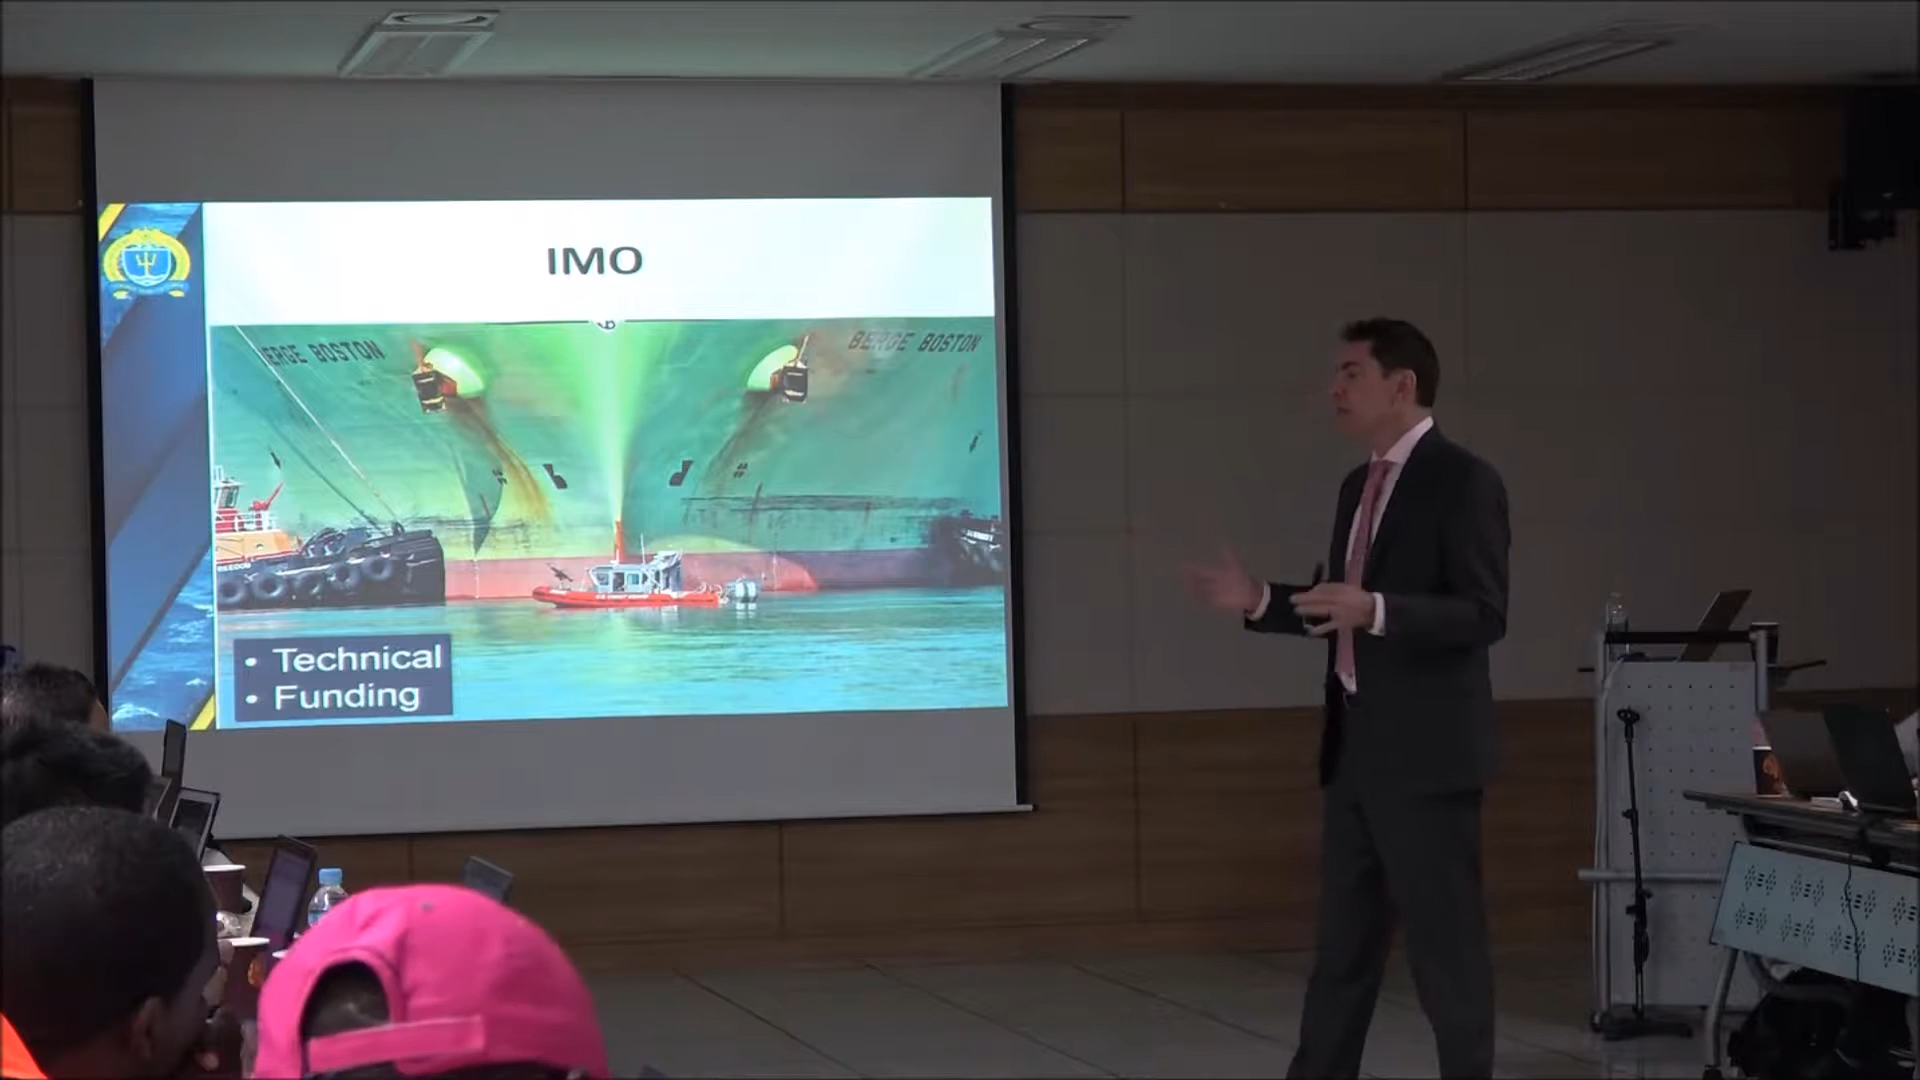 IMO
ERGE BOSTON
BERGE BOSTON
• Technical
• Funding